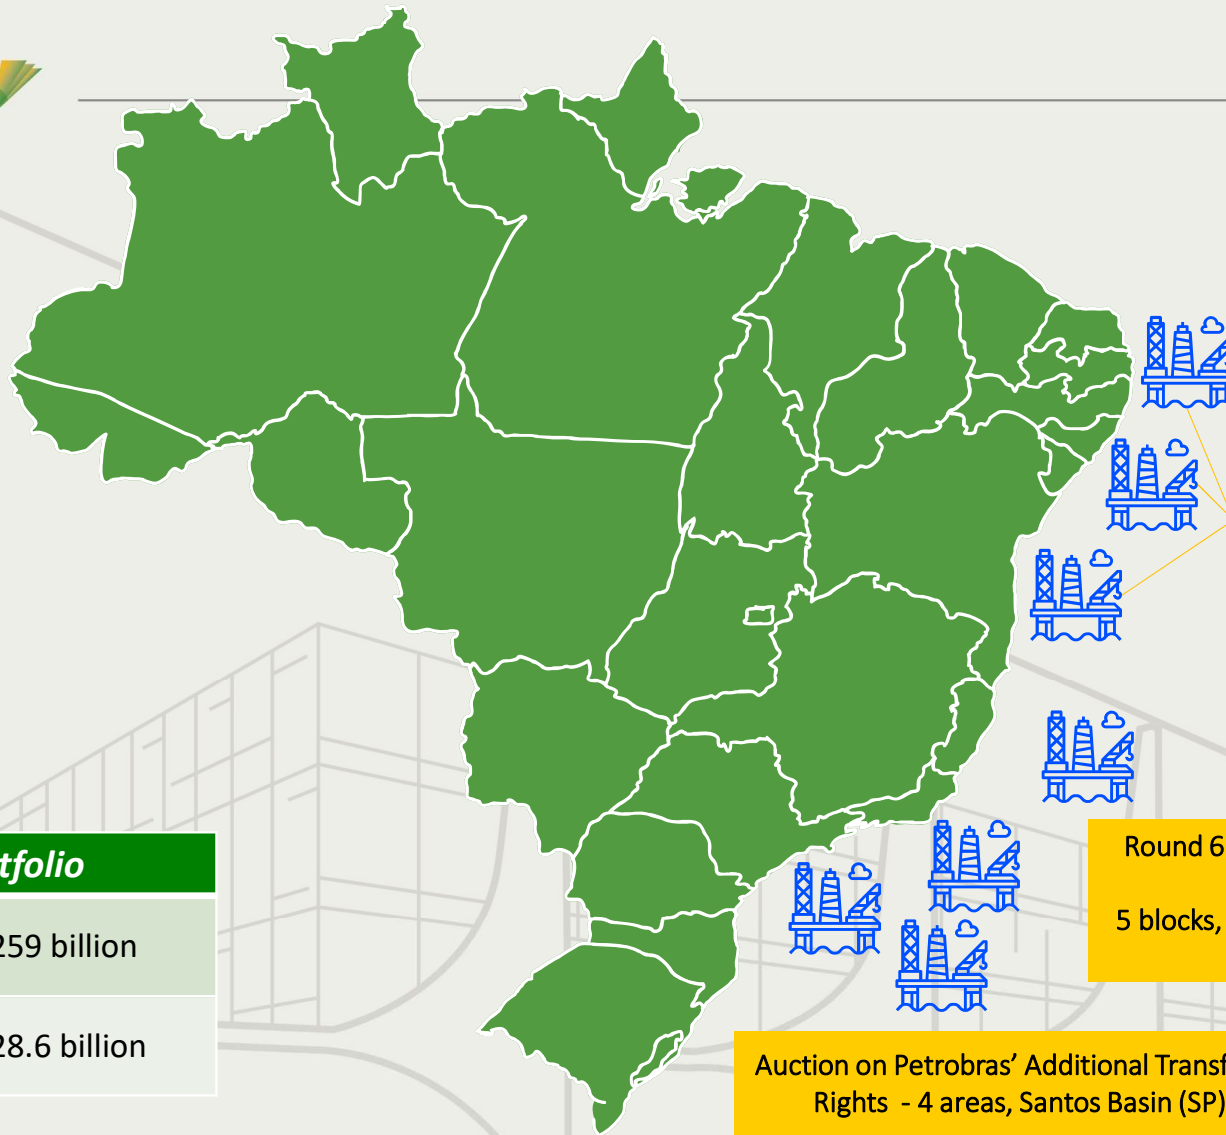 tfolio
259 billion
28.6 billion
Round 6
5 blocks,
Auction on Petrobras’ Additional Transf
Rights - 4 areas, Santos Basin (SP)